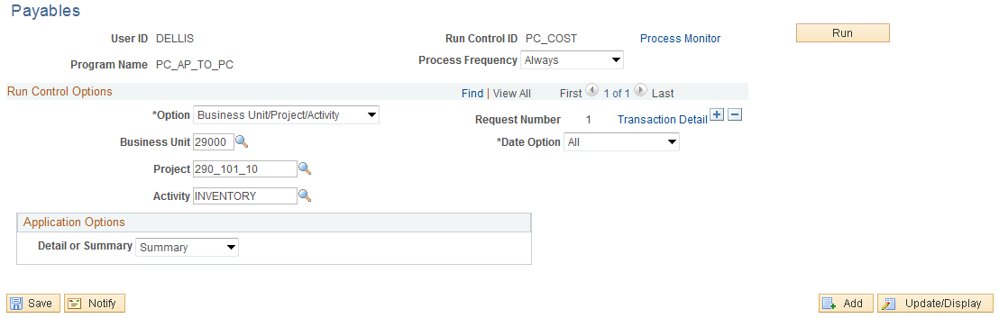 Payables
User ID DELLIS Run Control ID PC_COST Process Monitor Run
Program Name PC_AP_TO_PC Process Frequency Always
Run Control Options Find | View All First 1 of 1 Last
*Option Business Unit/Project/Activity Request Number 1 Transaction Detail
Business Unit 29000 *Date Option All
Project 290_101_10
Activity INVENTORY
Application Options
Detail or Summary Summary
Save Notify Add Update/Display